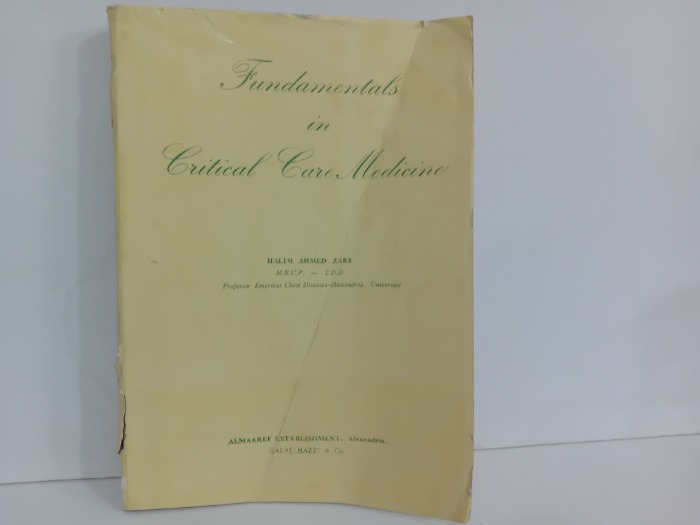 Fundamentals
in
Critical Care Medicine
HALIM AHMED ZAKY
M.R.C.P. — T.D.D.
Professor Emeritus Chest Diseases-Alexandria University
ALMAAREF ESTABLISHMENT, Alexandria.
GALAL HAZZI & Co.